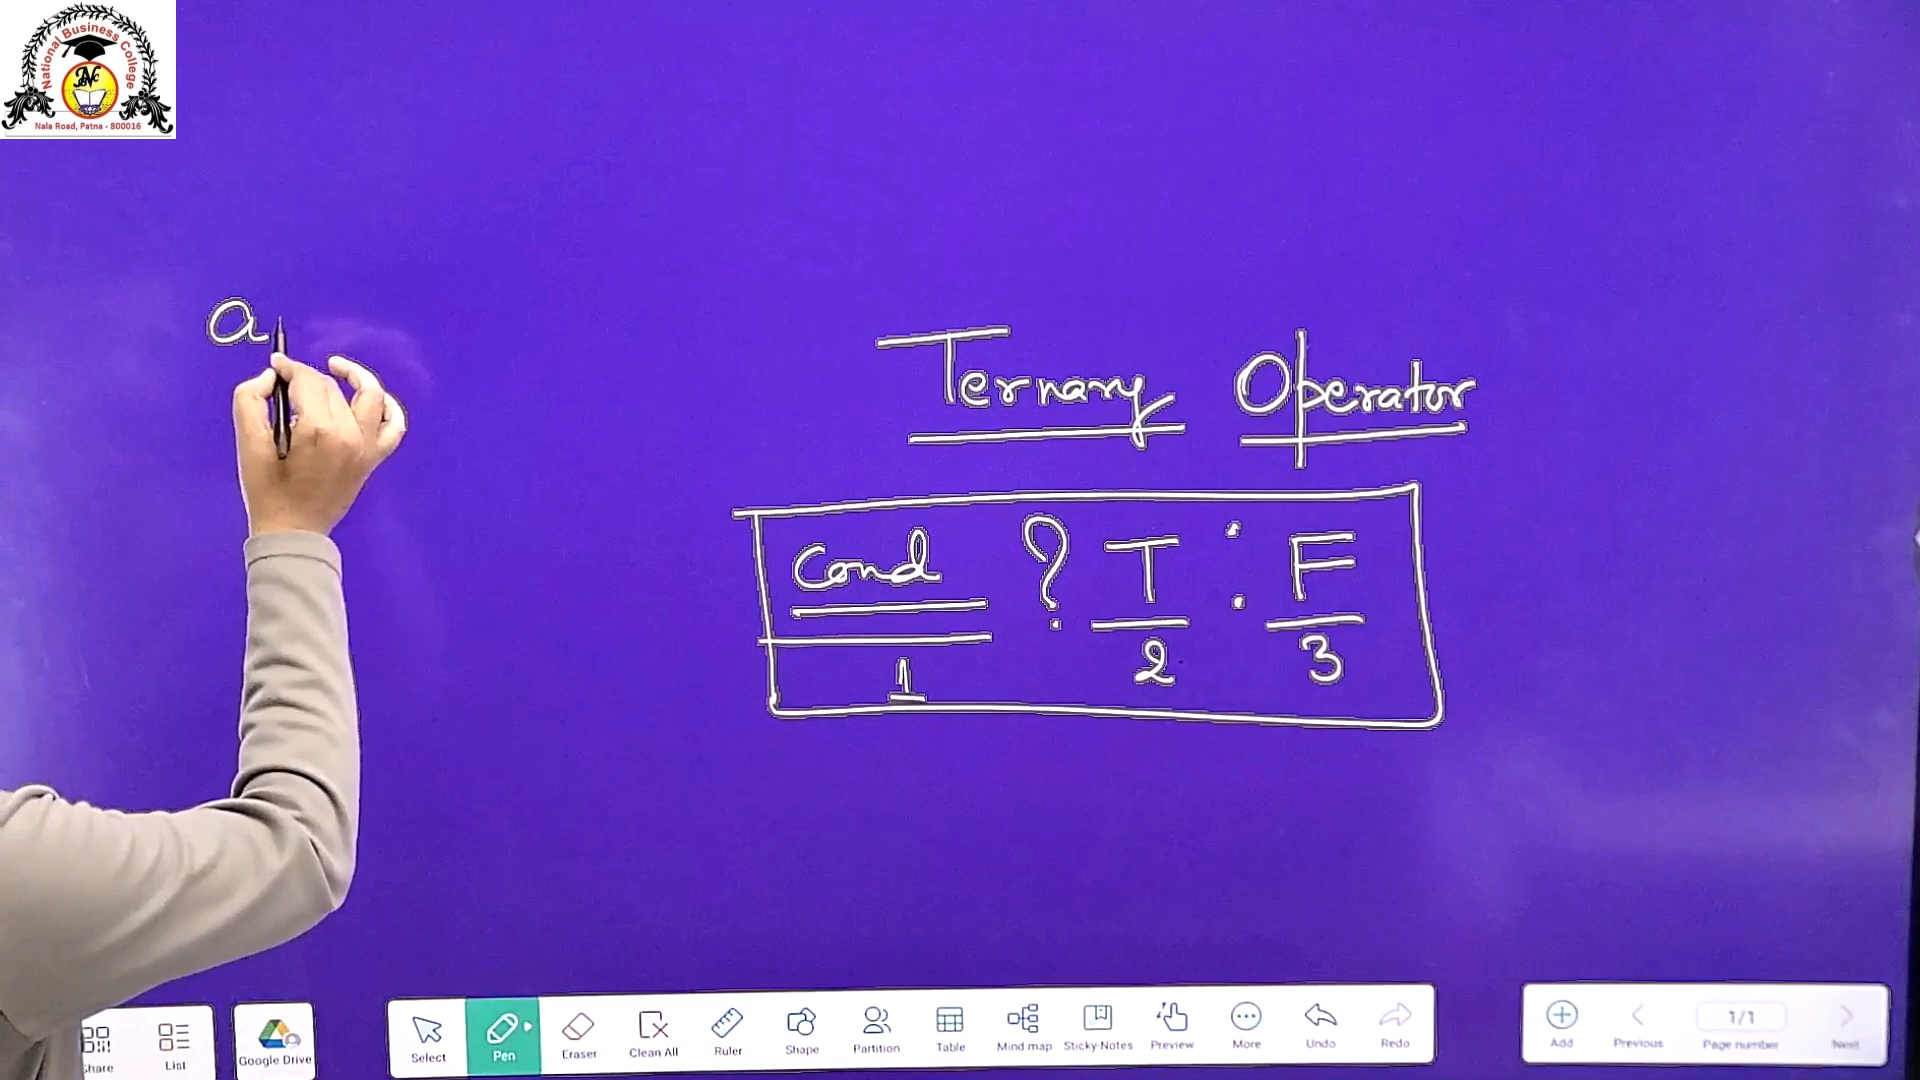 National Business College
Nala Road, Patna - 800016
a
Ternary Operator
Cond ? T : F
1 2 3
Share
List
Google Drive
Select
Pen
Eraser
Clean All
Ruler
Shape
Partition
Table
Mind map
Sticky Notes
Preview
More
Undo
Redo
Add
Previous
1/1
Page number
Next